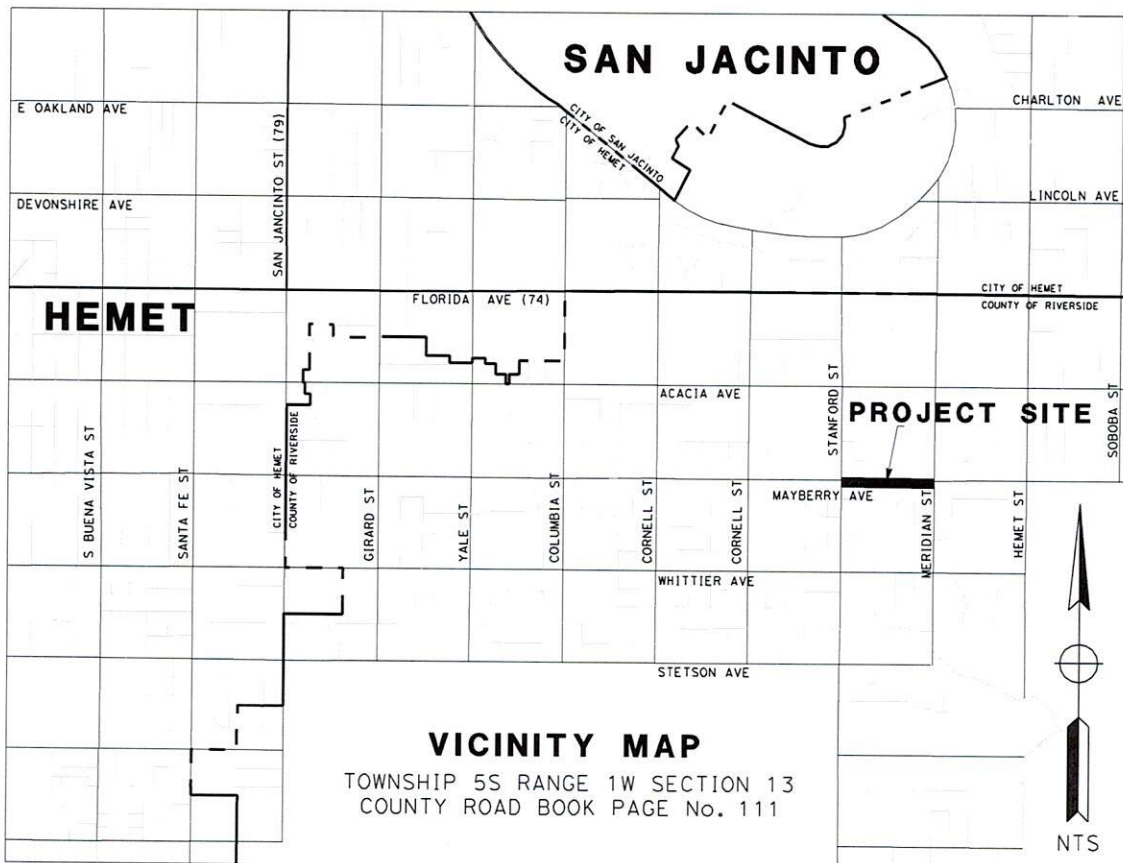 SAN JACINTO
E OAKLAND AVE
CHARLTON AVE
SAN JANCINTO ST (79)
CITY OF SAN JACINTO
CITY OF HEMET
DEVONSHIRE AVE
LINCOLN AVE
HEMET
FLORIDA AVE (74)
CITY OF HEMET
COUNTY OF RIVERSIDE
ACACIA AVE
STANFORD ST
PROJECT SITE
SOBOBA ST
S BUENA VISTA ST
SANTA FE ST
CITY OF HEMET
COUNTY OF RIVERSIDE
GIRARD ST
YALE ST
COLUMBIA ST
CORNELL ST
CORNELL ST
MAYBERRY AVE
MERIDIAN ST
HEMET ST
WHITTIER AVE
STETSON AVE
VICINITY MAP
TOWNSHIP 5S RANGE 1W SECTION 13
COUNTY ROAD BOOK PAGE No. 111
NTS